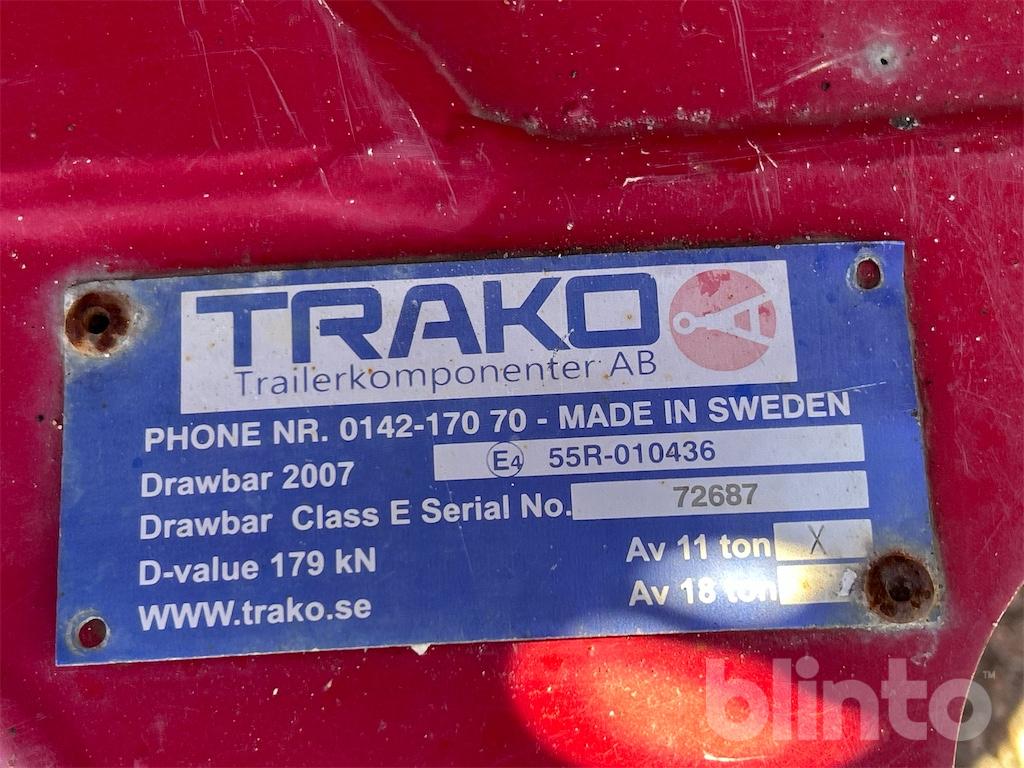 TRAKO
Trailerkomponenter AB
PHONE NR. 0142-170 70 - MADE IN SWEDEN
Drawbar 2007 E4 55R-010436
Drawbar Class E Serial No. 72687
D-value 179 kN Av 11 ton X
WWW.trako.se Av 18 ton
blinto™